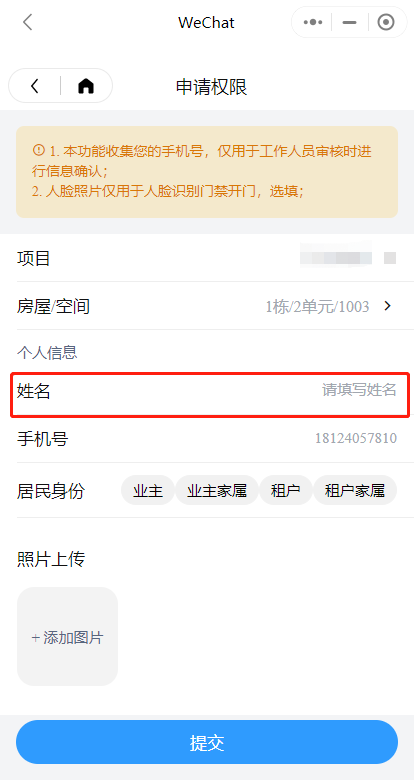 WeChat
申请权限
1. 本功能收集您的手机号，仅用于工作人员审核时进
行信息确认；
2. 人脸照片仅用于人脸识别门禁开门，选填；
项目
房屋/空间 1栋/2单元/1003
个人信息
姓名 请填写姓名
手机号 18124057810
居民身份 业主 业主家属 租户 租户家属
照片上传
+ 添加图片
提交